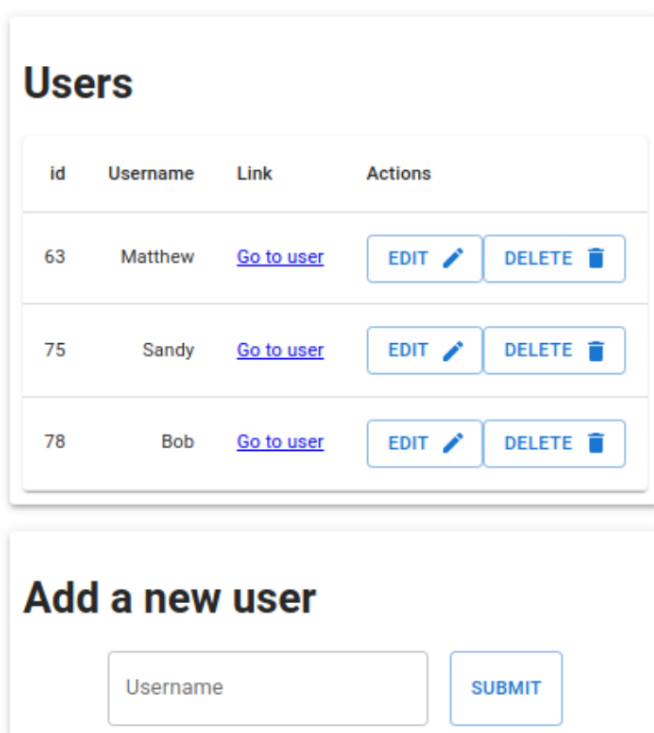 Users
id Username Link Actions
63 Matthew Go to user EDIT DELETE
75 Sandy Go to user EDIT DELETE
78 Bob Go to user EDIT DELETE
Add a new user
Username SUBMIT